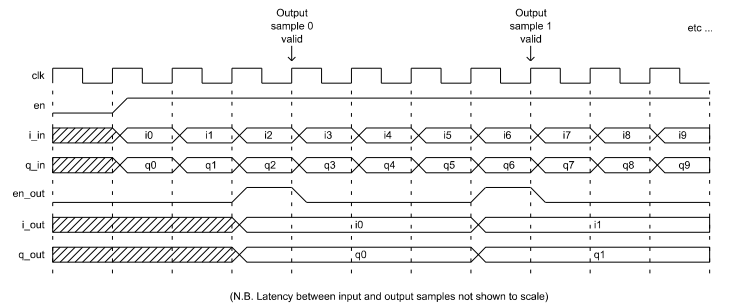 Output
sample 0
valid
Output
sample 1
valid
etc ...
clk
en
i_in i0 i1 i2 i3 i4 i5 i6 i7 i8 i9
q_in q0 q1 q2 q3 q4 q5 q6 q7 q8 q9
en_out
i_out i0 i1
q_out q0 q1
(N.B. Latency between input and output samples not shown to scale)